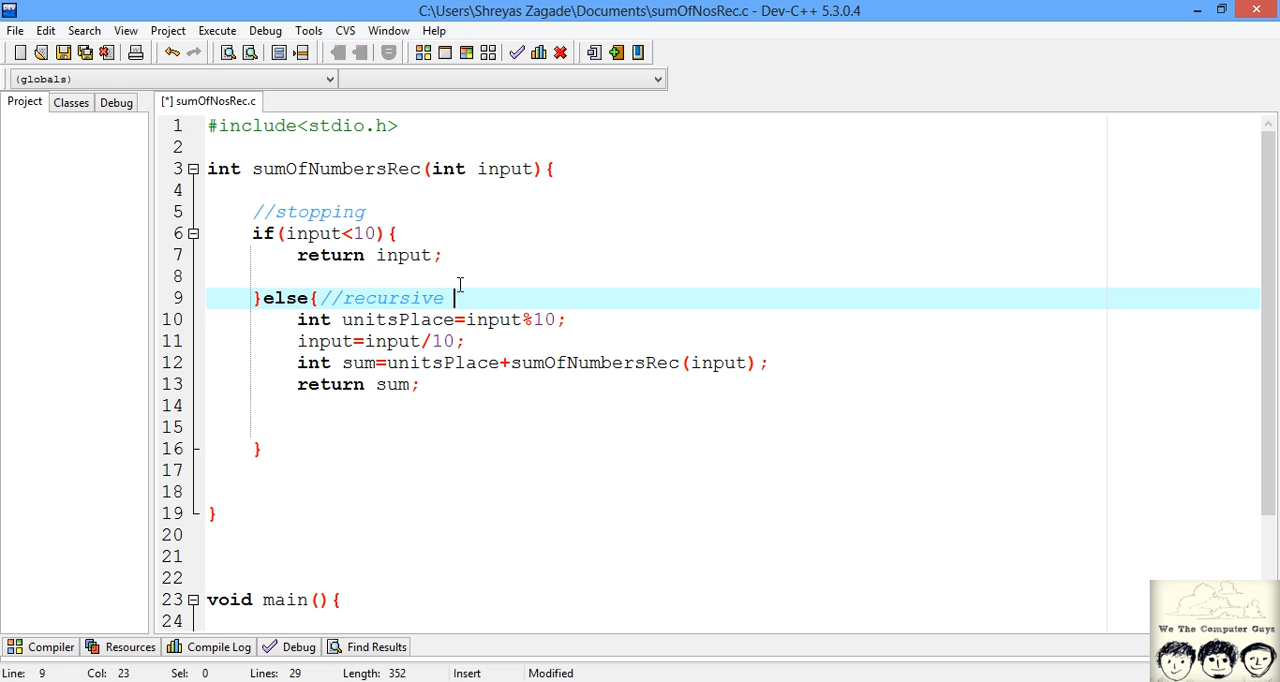 C:\Users\Shreyas Zagade\Documents\sumOfNosRec.c - Dev-C++ 5.3.0.4
File Edit Search View Project Execute Debug Tools CVS Window Help
(globals)
Project Classes Debug [*] sumOfNosRec.c
1 #include<stdio.h>
2
3 int sumOfNumbersRec(int input){
4
5 //stopping
6 if(input<10){
7 return input;
8
9 }else{//recursive
10 int unitsPlace=input%10;
11 input=input/10;
12 int sum=unitsPlace+sumOfNumbersRec(input);
13 return sum;
14
15
16 }
17
18
19 }
20
21
22
23 void main(){
24
We The Computer Guys
Compiler Resources Compile Log Debug Find Results
Line: 9 Col: 23 Sel: 0 Lines: 29 Length: 352 Insert Modified